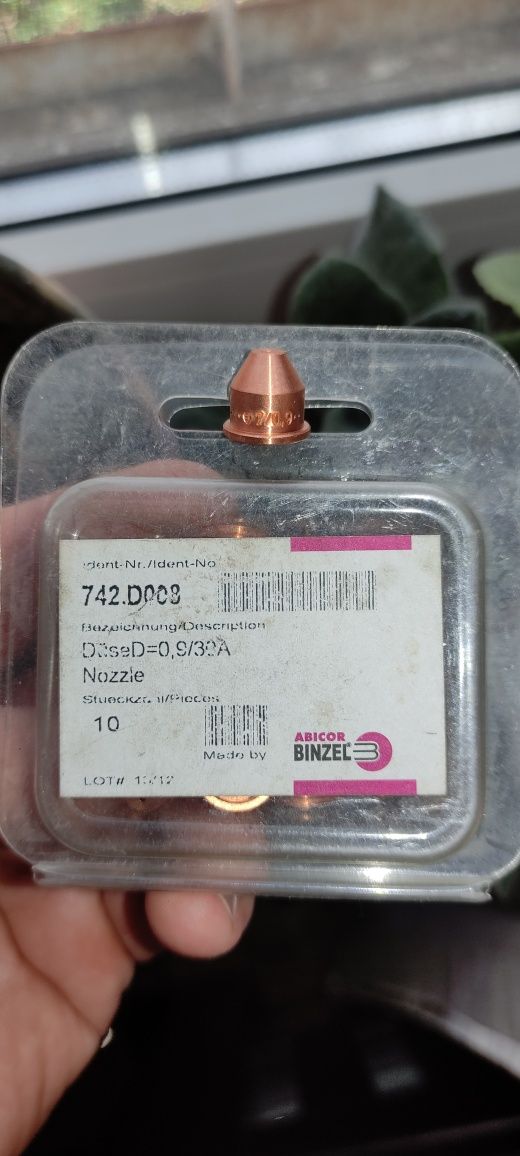 Ident-Nr./Ident-No
742.D008
Bezeichnung/Description
DüseD=0,9/30A
Nozzle
Stueckzahl/Pieces
10
Made by
ABICOR
BINZEL
LOT#